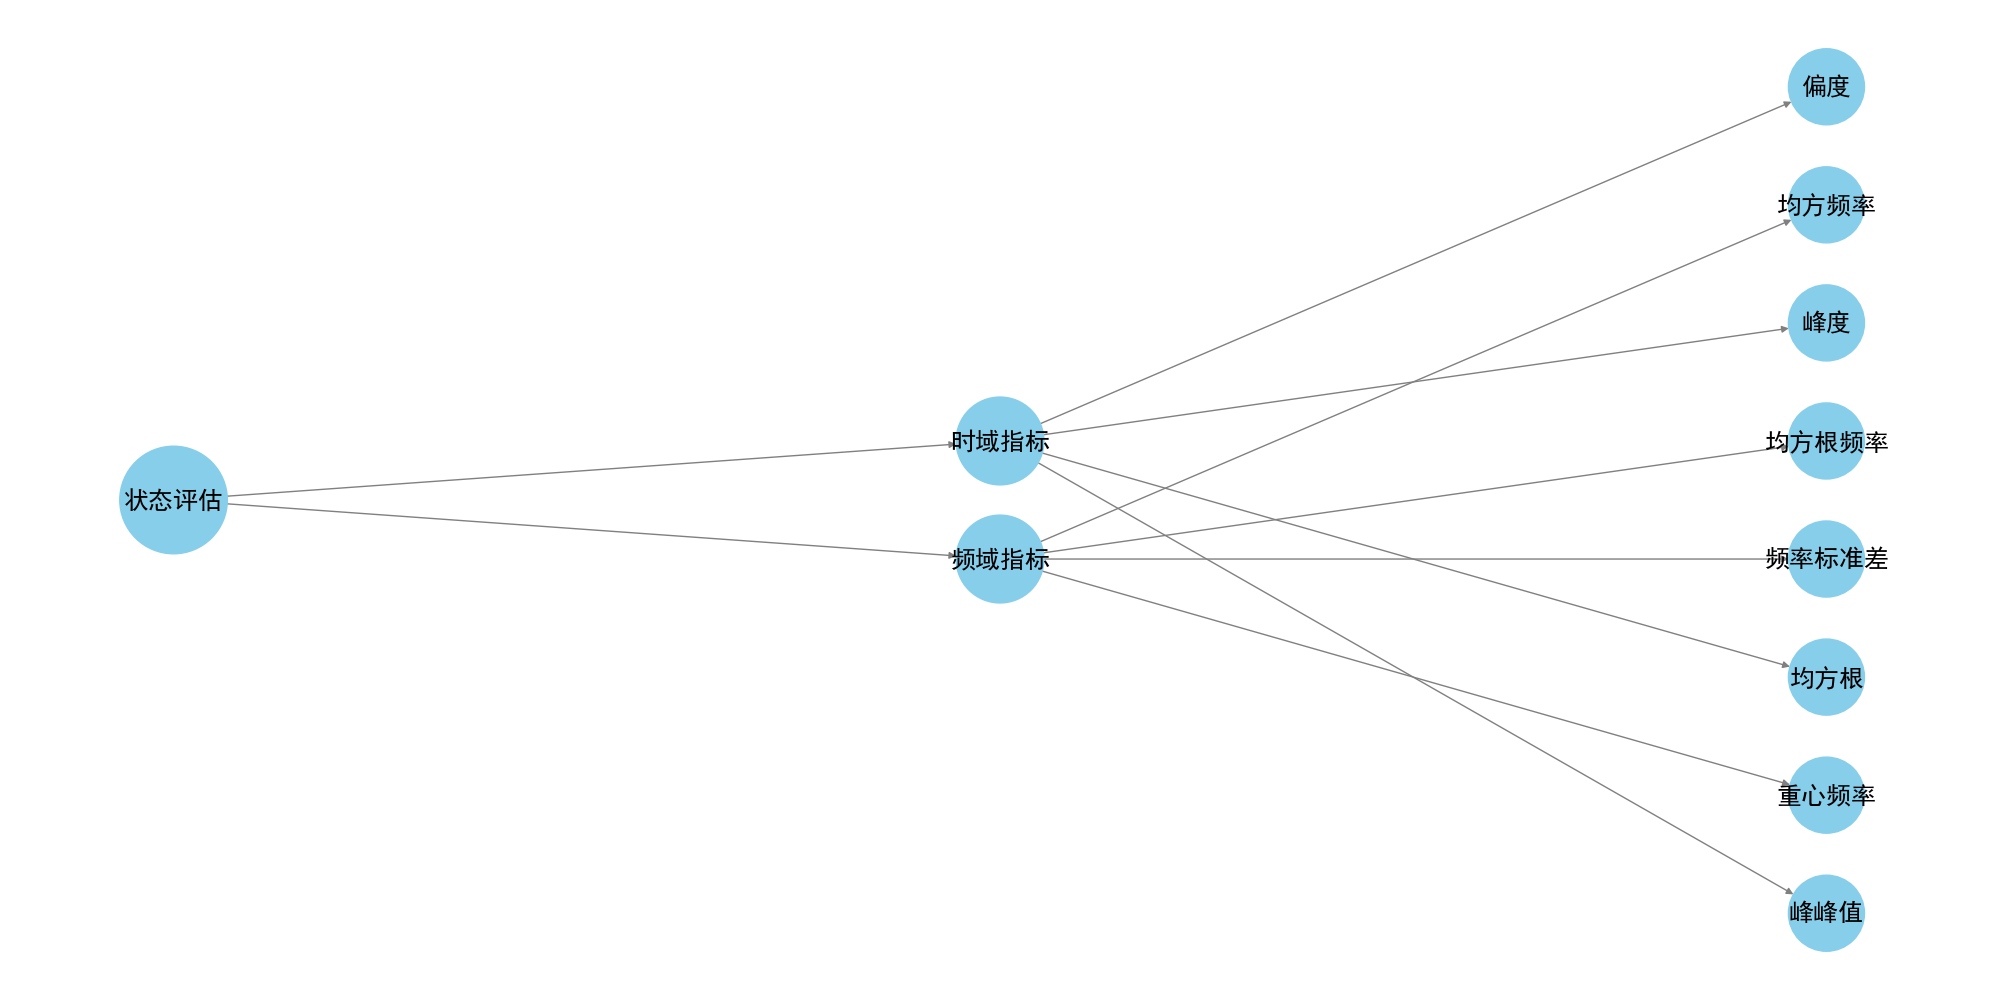 状态评估
时域指标
频域指标
偏度
均方频率
峰度
均方根频率
频率标准差
均方根
重心频率
峰峰值